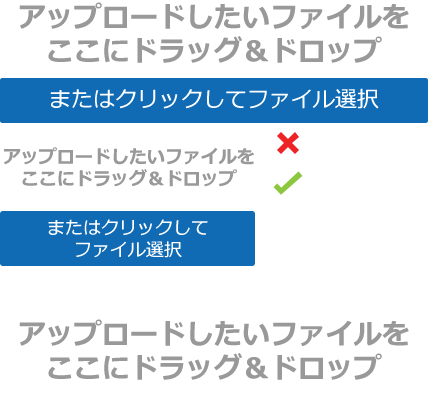 アップロードしたいファイルを
ここにドラッグ＆ドロップ
またはクリックしてファイル選択
アップロードしたいファイルを
ここにドラッグ＆ドロップ
またはクリックして
ファイル選択
アップロードしたいファイルを
ここにドラッグ＆ドロップ